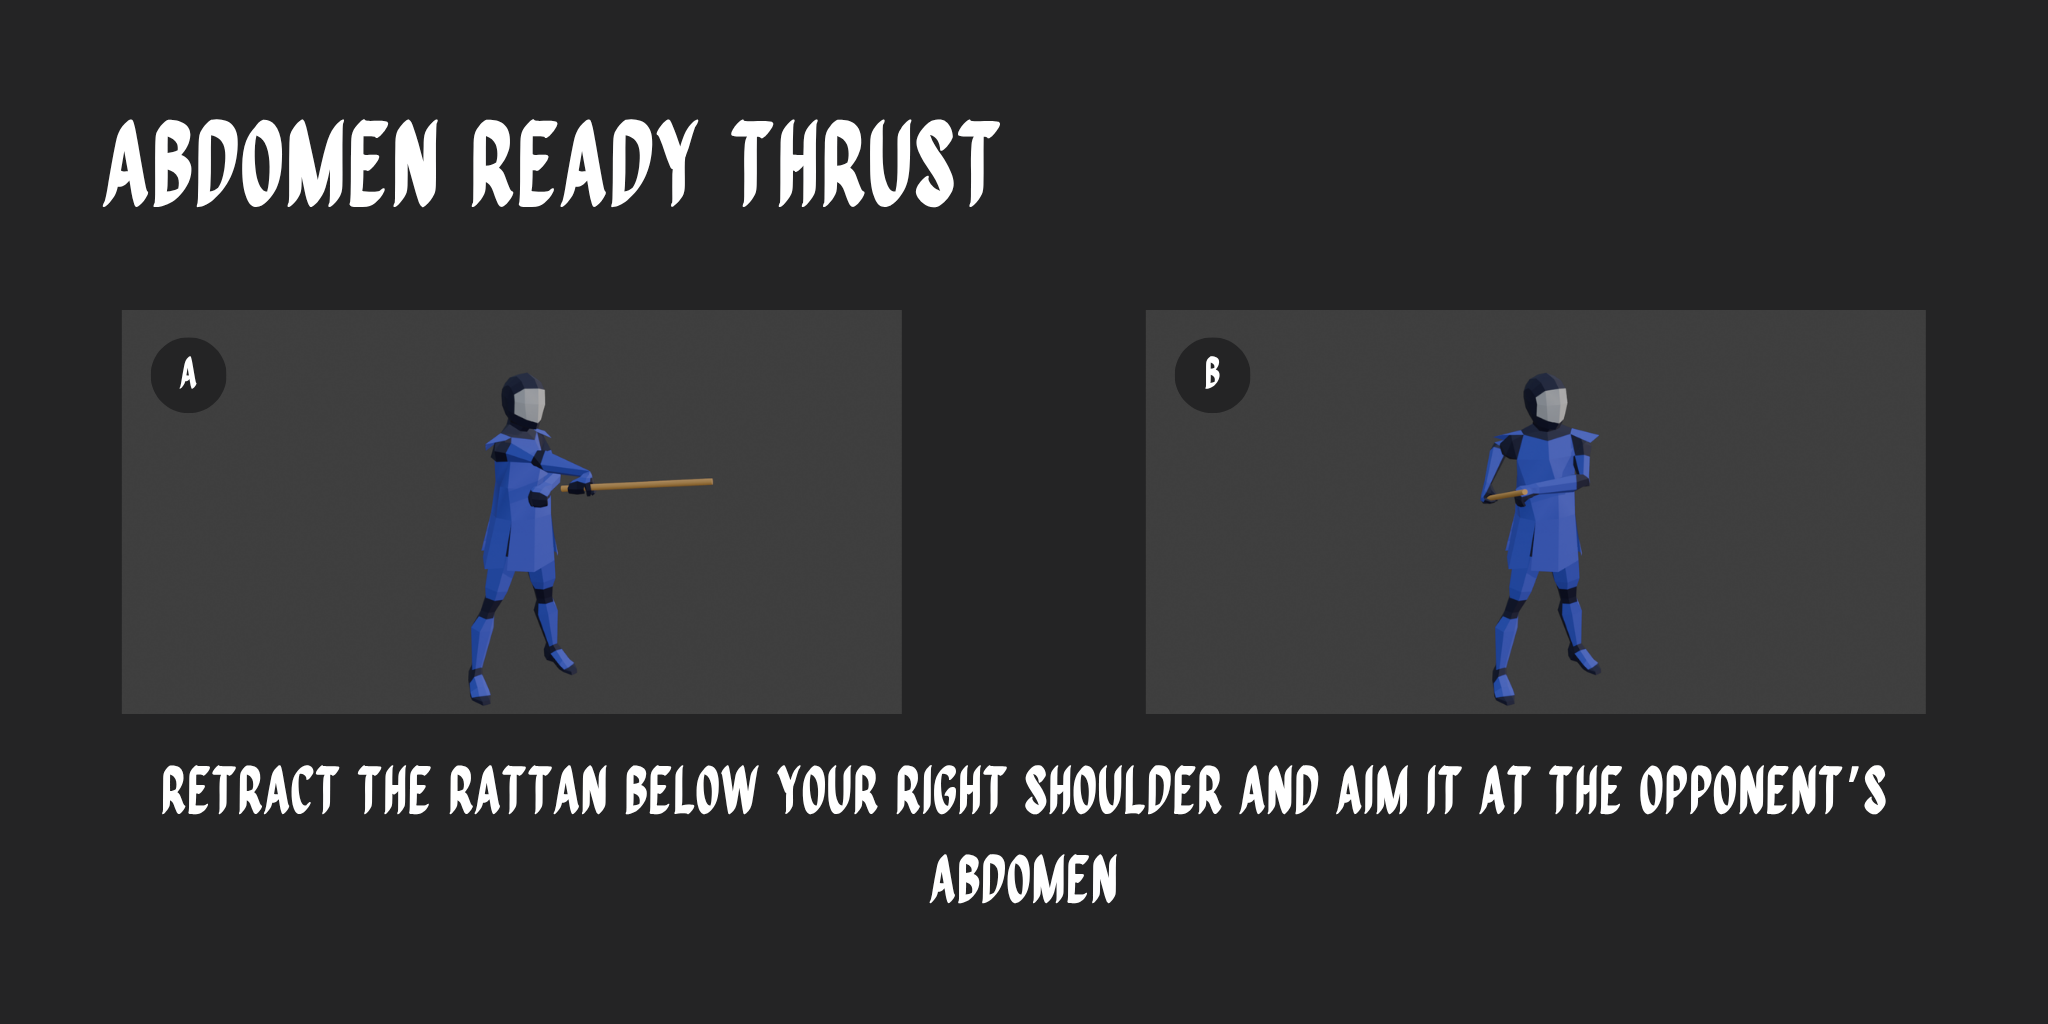 ABDOMEN READY THRUST
A
B
RETRACT THE RATTAN BELOW YOUR RIGHT SHOULDER AND AIM IT AT THE OPPONENT'S
ABDOMEN